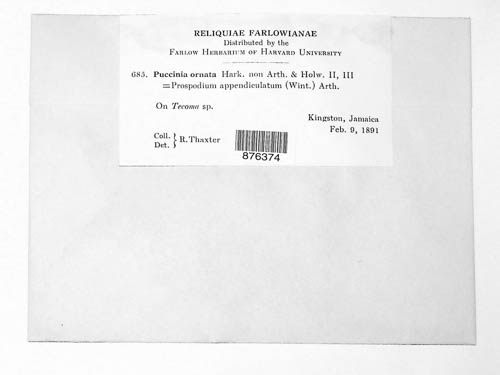 RELIQUIAE FARLOWIANAE
Distributed by the
FARLOW HERBARIUM OF HARVARD UNIVERSITY
685. Puccinia ornata Hark. non Arth. & Holw. II, III
=Prospodium appendiculatum (Wint.) Arth.
On Tecoma sp.
Kingston, Jamaica
Feb. 9, 1891
Coll. } R. Thaxter
Det.
876374